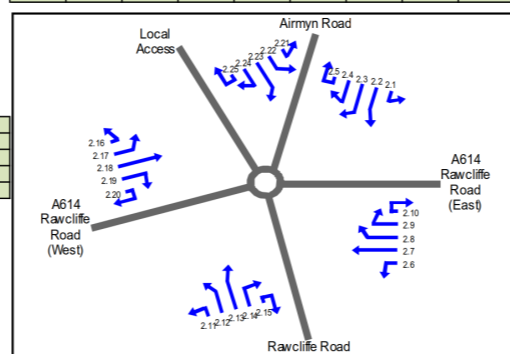 Local
Access
Airmyn Road
2.25
2.24
2.23
2.22
2.21
2.5
2.4
2.3
2.2
2.1
2.16
2.17
2.18
2.19
2.20
A614
Rawcliffe
Road
(East)
A614
Rawcliffe
Road
(West)
2.10
2.9
2.8
2.7
2.6
2.11
2.12
2.13
2.14
2.15
Rawcliffe Road